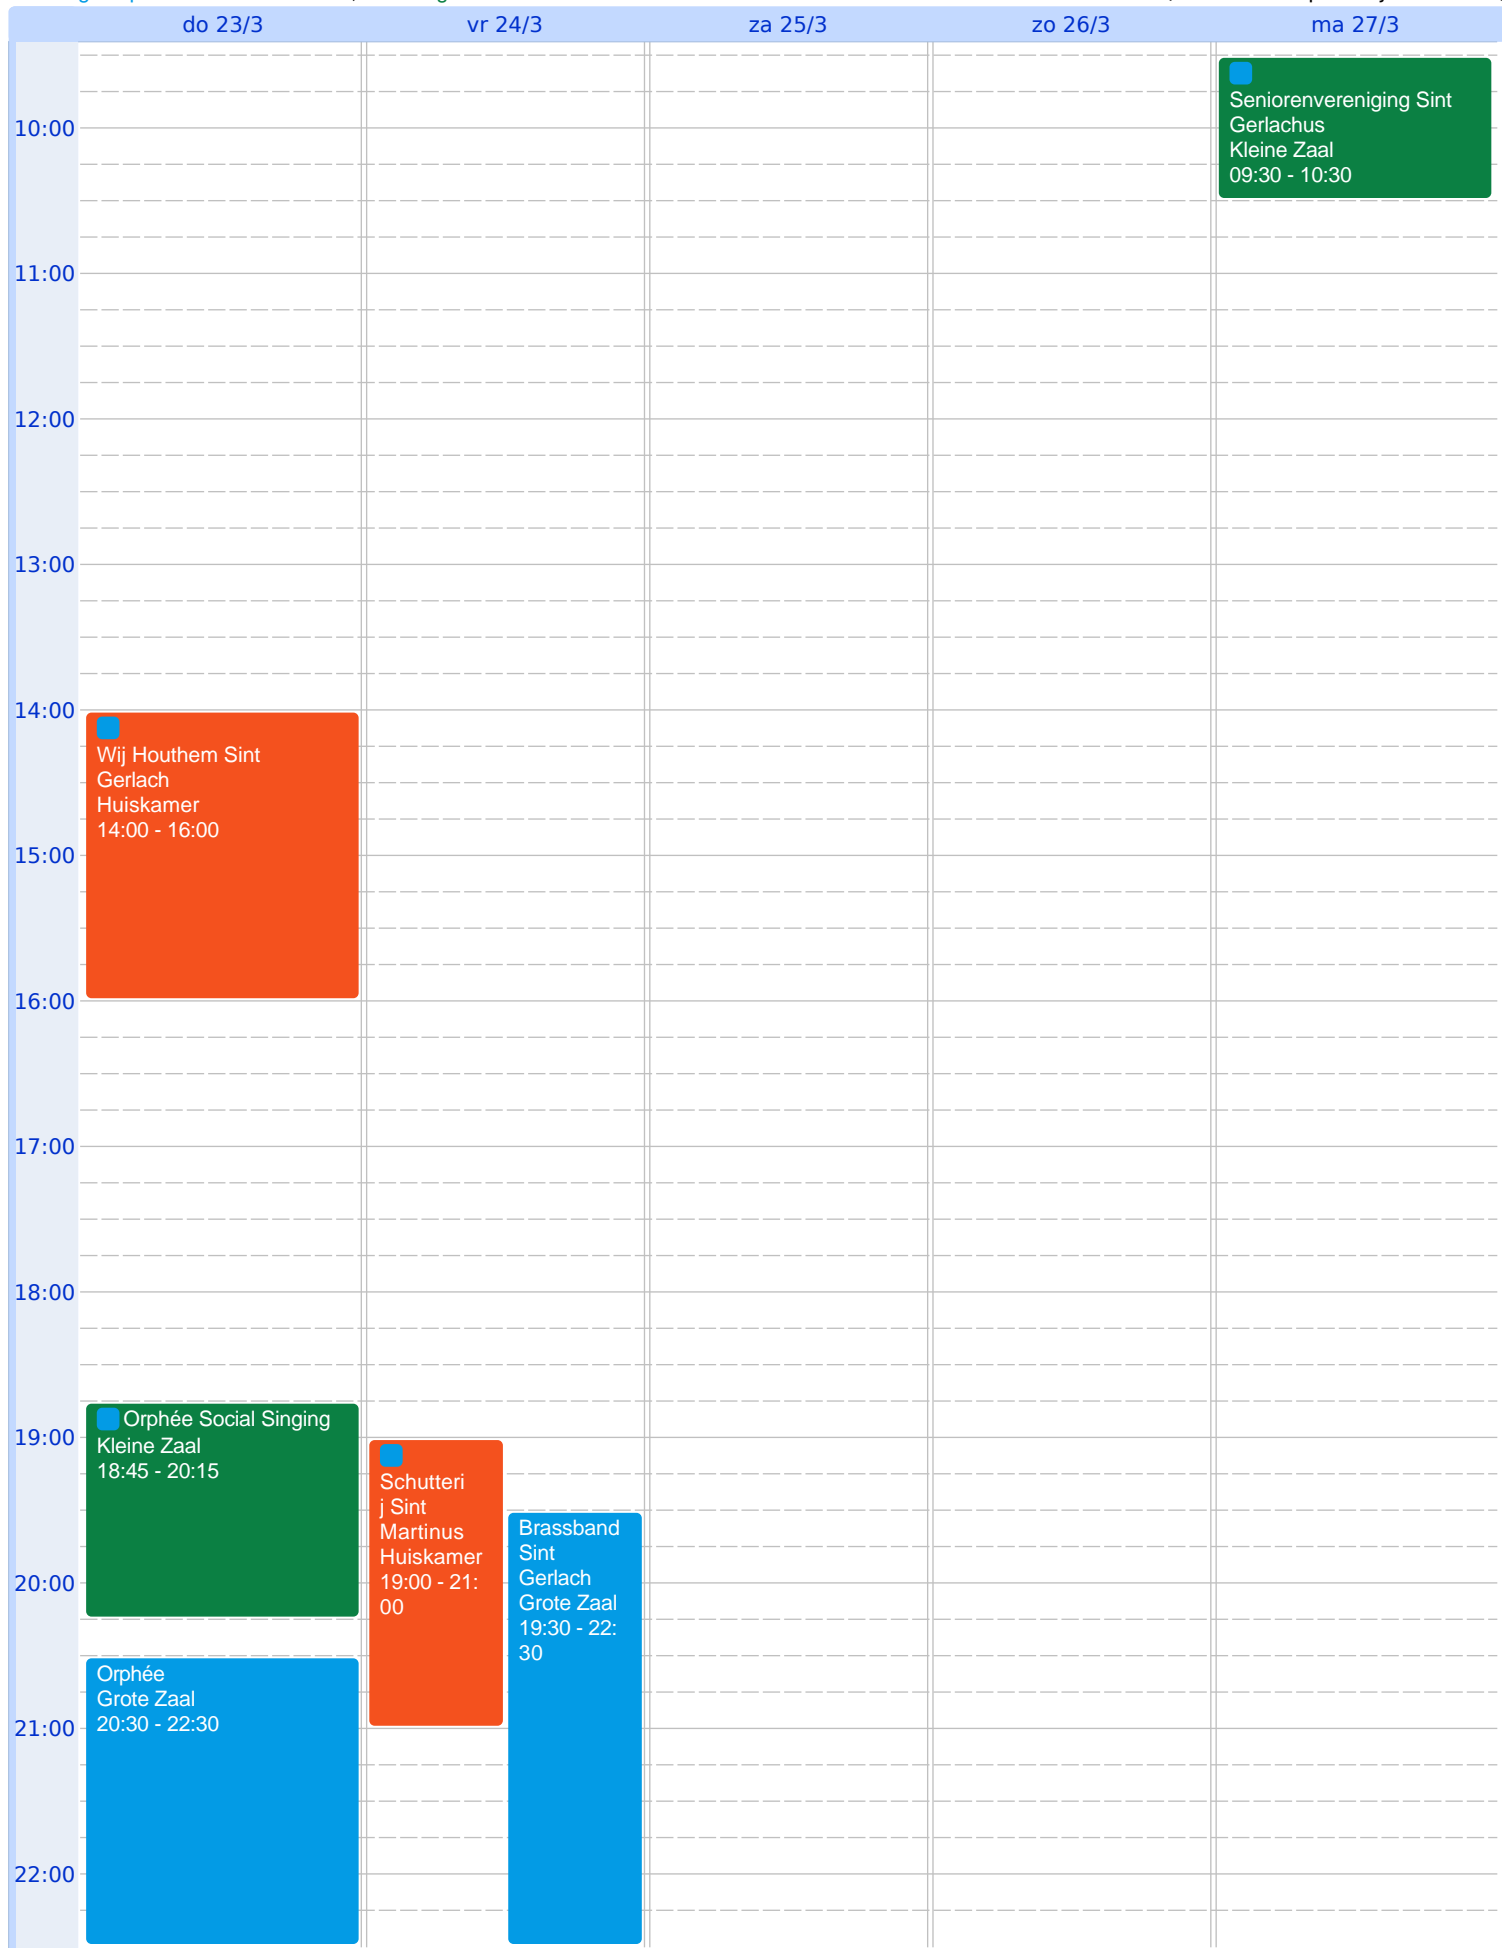 do 23/3
vr 24/3
za 25/3
zo 26/3
ma 27/3
10:00
11:00
12:00
13:00
14:00
15:00
16:00
17:00
18:00
19:00
20:00
21:00
22:00
Wij Houthem Sint
Gerlach
Huiskamer
14:00 - 16:00
Orphée Social Singing
Kleine Zaal
18:45 - 20:15
Orphée
Grote Zaal
20:30 - 22:30
Schutteri
j Sint
Martinus
Huiskamer
19:00 - 21:
00
Brassband
Sint
Gerlach
Grote Zaal
19:30 - 22:
30
Seniorenvereniging Sint
Gerlachus
Kleine Zaal
09:30 - 10:30